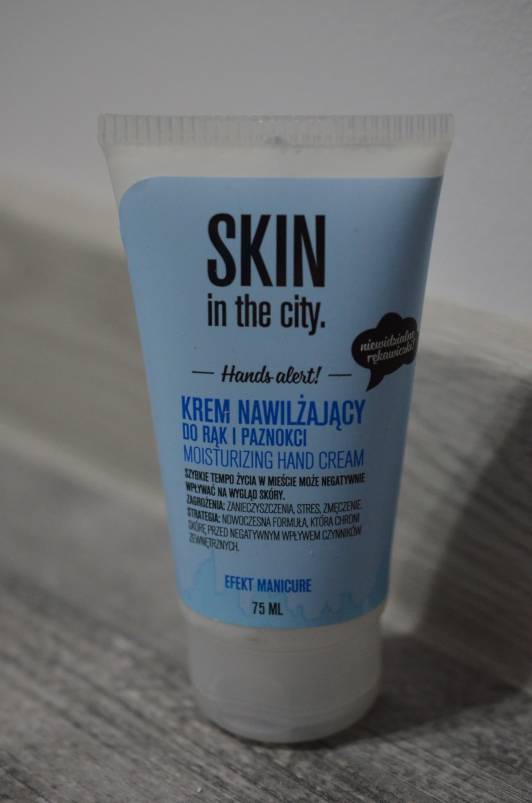 SKIN
in the city.
niewidzialne
rękawiczki!
Hands alert!
KREM NAWILŻAJĄCY
DO RĄK I PAZNOKCI
MOISTURIZING HAND CREAM
SZYBKIE TEMPO ŻYCIA W MIEŚCIE MOŻE NEGATYWNIE
WPŁYWAĆ NA WYGLĄD SKÓRY.
ZAGROŻENIA: ZANIECZYSZCZENIA, STRES, ZMĘCZENIE.
STRATEGIA: NOWOCZESNA FORMUŁA, KTÓRA CHRONI
SKÓRĘ PRZED NEGATYWNYM WPŁYWEM CZYNNIKÓW
ZEWNĘTRZNYCH.
EFEKT MANICURE
75 ML